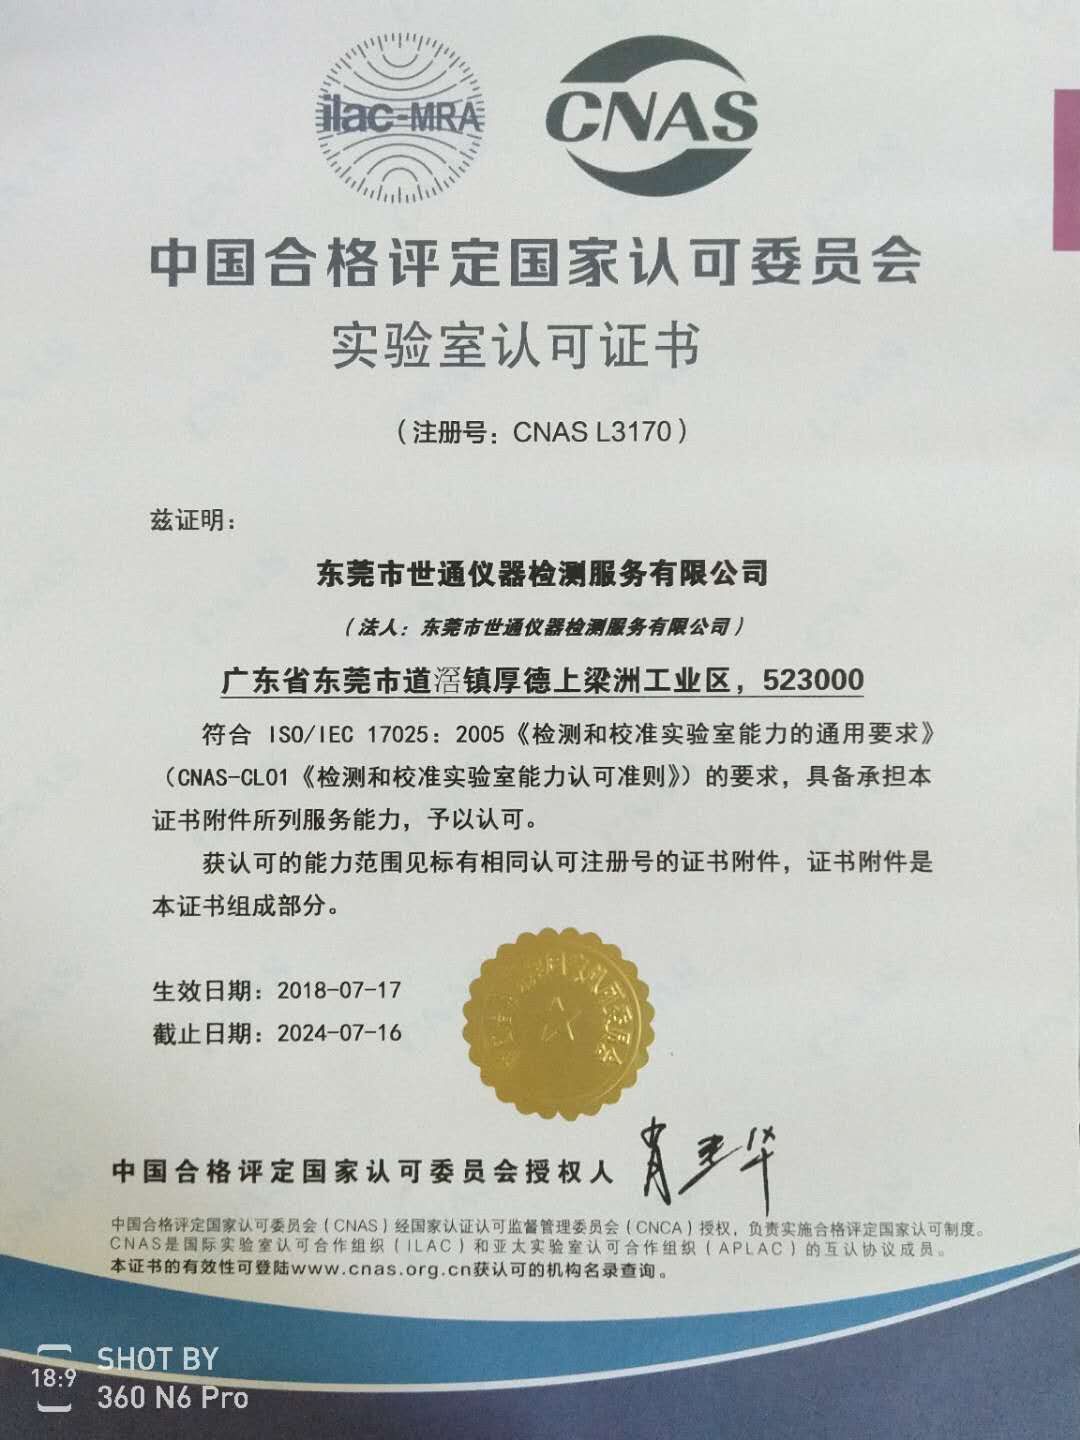 ilac-MRA
CNAS
中国合格评定国家认可委员会
实验室认可证书
（注册号：CNAS L3170）
兹证明：
东莞市世通仪器检测服务有限公司
（法人：东莞市世通仪器检测服务有限公司）
广东省东莞市道滘镇厚德上梁洲工业区，523000
符合 ISO/IEC 17025：2005《检测和校准实验室能力的通用要求》
（CNAS-CL01《检测和校准实验室能力认可准则》）的要求，具备承担本
证书附件所列服务能力，予以认可。
获认可的能力范围见标有相同认可注册号的证书附件，证书附件是
本证书组成部分。
生效日期：2018-07-17
截止日期：2024-07-16
中国合格评定国家认可委员会授权人
中国合格评定国家认可委员会（CNAS）经国家认证认可监督管理委员会（CNCA）授权，负责实施合格评定国家认可制度。
CNAS是国际实验室认可合作组织（ILAC）和亚太实验室认可合作组织（APLAC）的互认协议成员。
本证书的有效性可登陆www.cnas.org.cn获认可的机构名录查询。
18:9
SHOT BY
360 N6 Pro